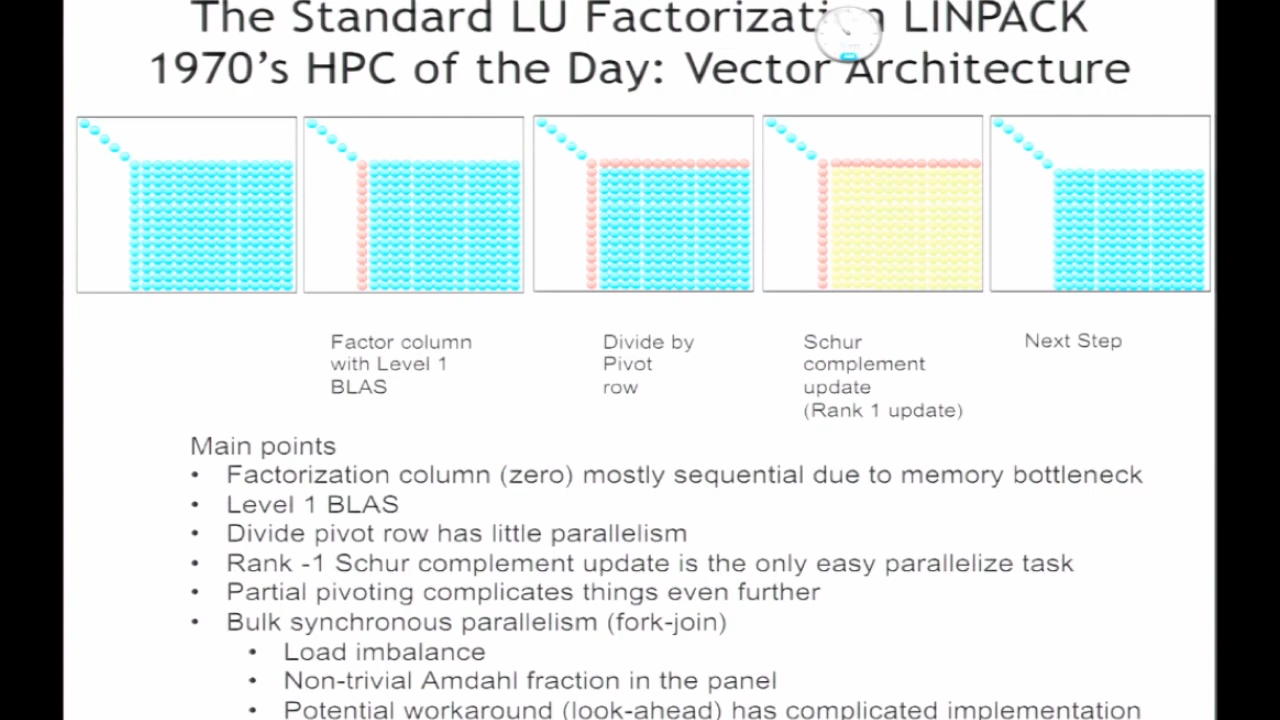 The Standard LU Factorization LINPACK
1970's HPC of the Day: Vector Architecture
Factor column
with Level 1
BLAS
Divide by
Pivot
row
Schur
complement
update
(Rank 1 update)
Next Step
Main points
• Factorization column (zero) mostly sequential due to memory bottleneck
• Level 1 BLAS
• Divide pivot row has little parallelism
• Rank -1 Schur complement update is the only easy parallelize task
• Partial pivoting complicates things even further
• Bulk synchronous parallelism (fork-join)
• Load imbalance
• Non-trivial Amdahl fraction in the panel
• Potential workaround (look-ahead) has complicated implementation